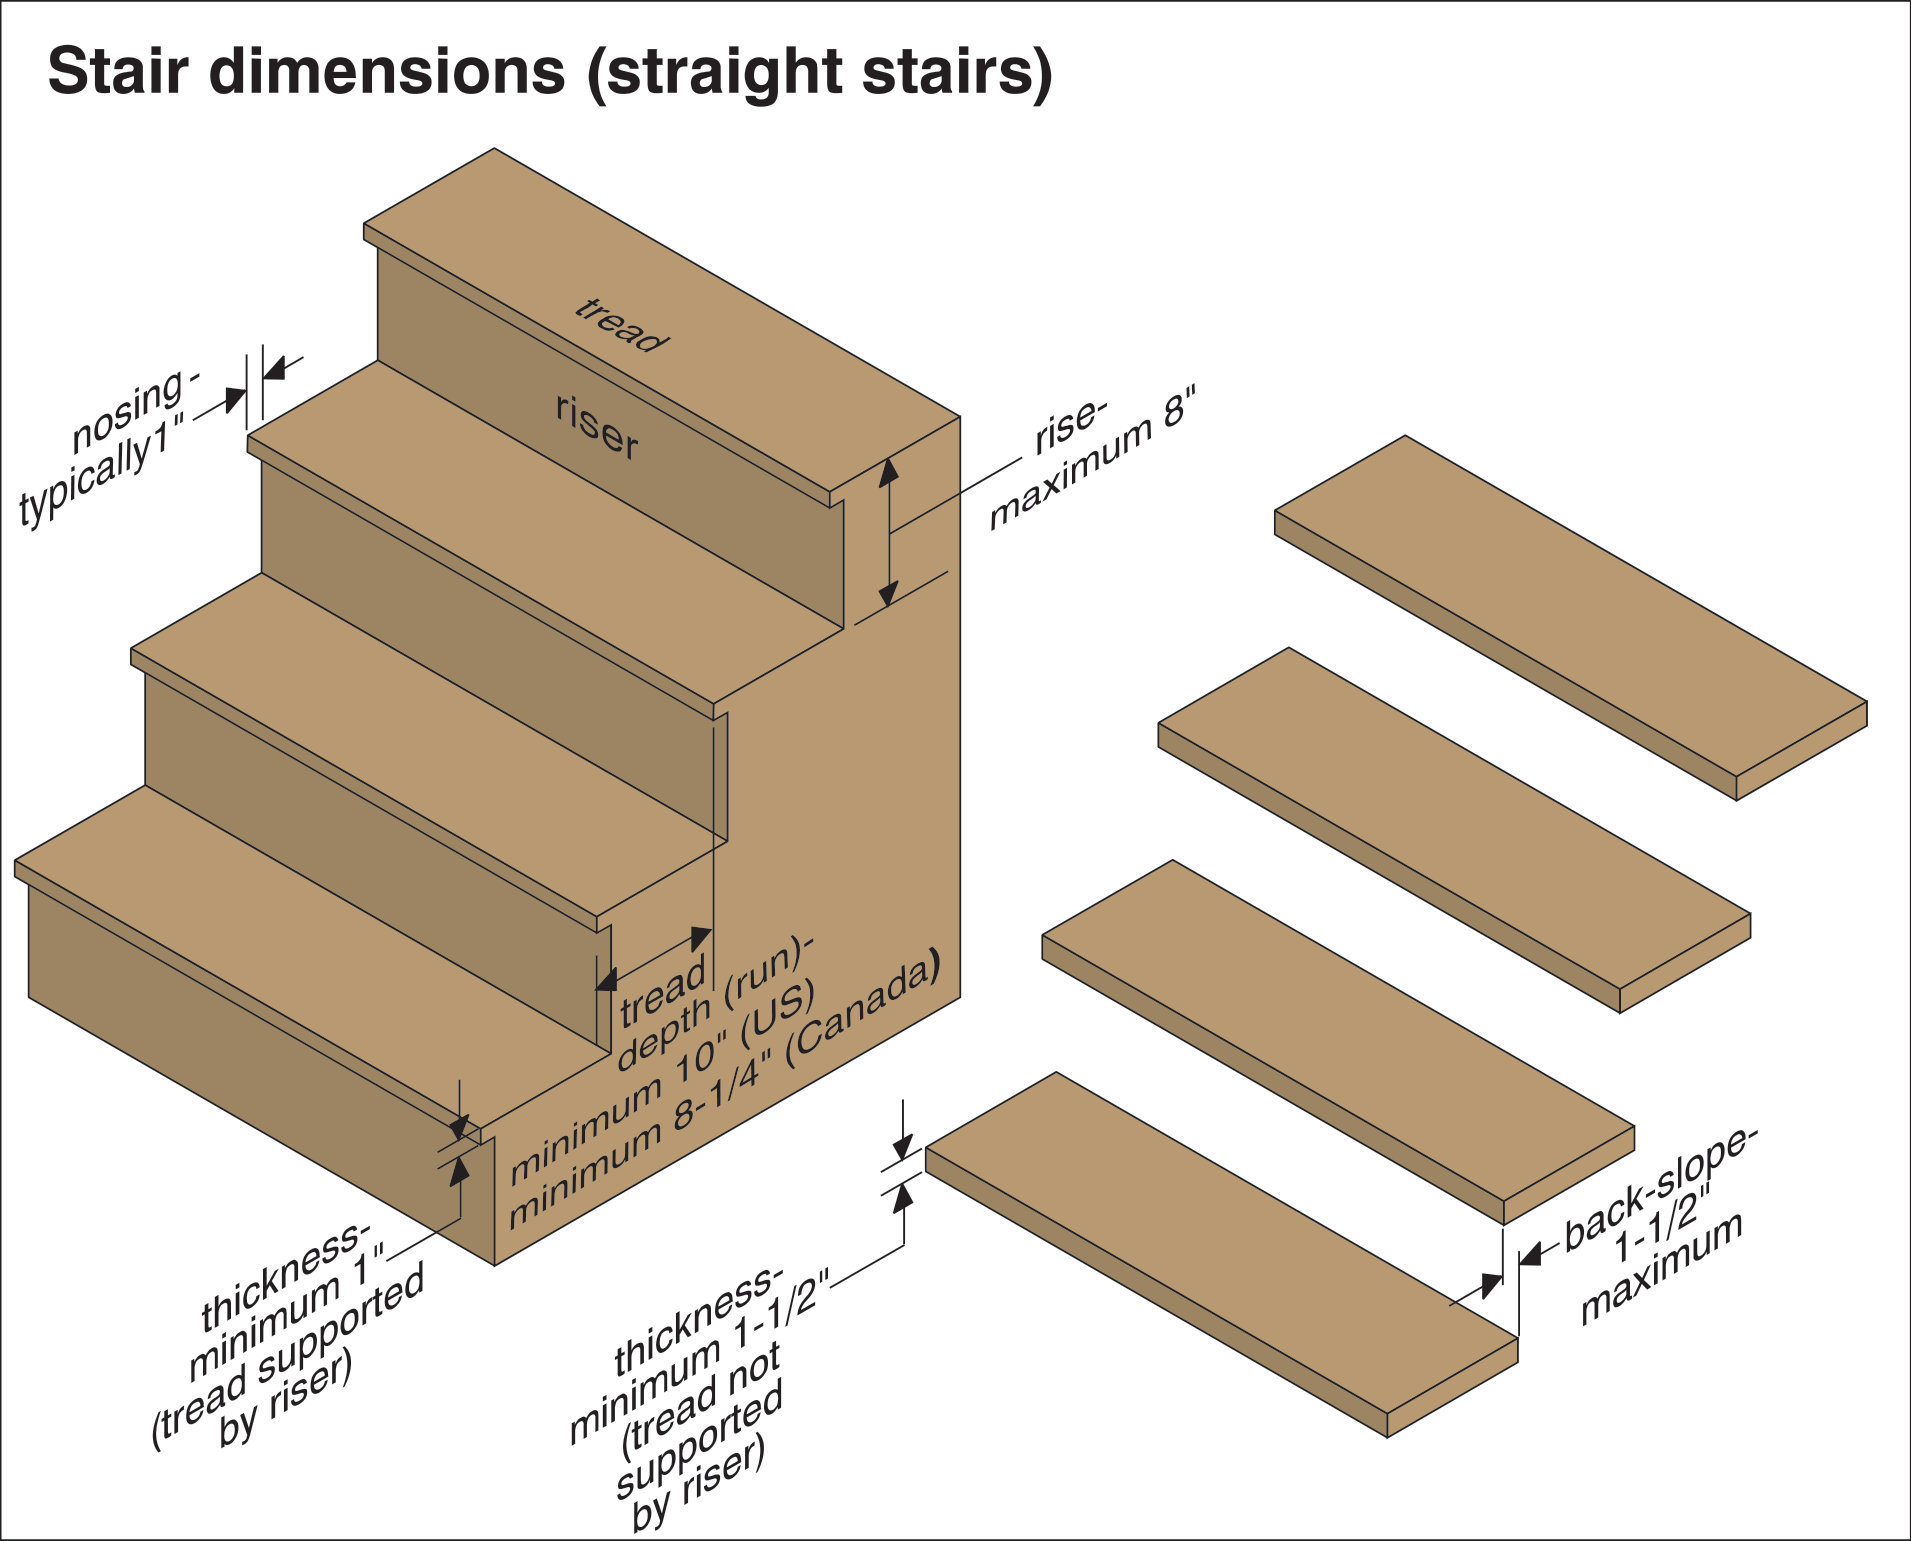 Stair dimensions (straight stairs)
tread
riser
nosing -
typically1"
rise-
maximum 8"
tread
depth (run)-
minimum 10" (US)
minimum 8-1/4" (Canada)
thickness-
minimum 1"
(tread supported
by riser)
thickness-
minimum 1-1/2"
(tread not
supported
by riser)
back-slope-
1-1/2"
maximum